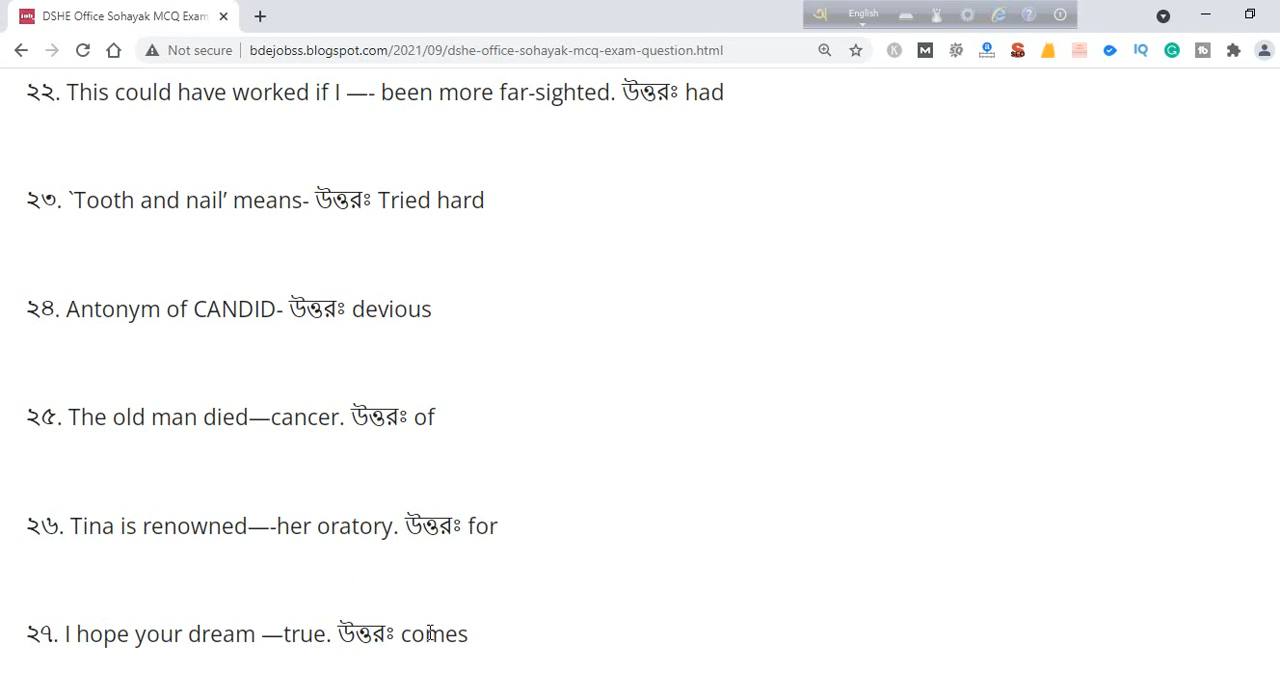 DSHE Office Sohayak MCQ Exam
English
Not secure
bdejobss.blogspot.com/2021/09/dshe-office-sohayak-mcq-exam-question.html
২২. This could have worked if I —- been more far-sighted. উত্তরঃ had
২৩. `Tooth and nail’ means- উত্তরঃ Tried hard
২৪. Antonym of CANDID- উত্তরঃ devious
২৫. The old man died—cancer. উত্তরঃ of
২৬. Tina is renowned—-her oratory. উত্তরঃ for
২৭. I hope your dream —true. উত্তরঃ comes